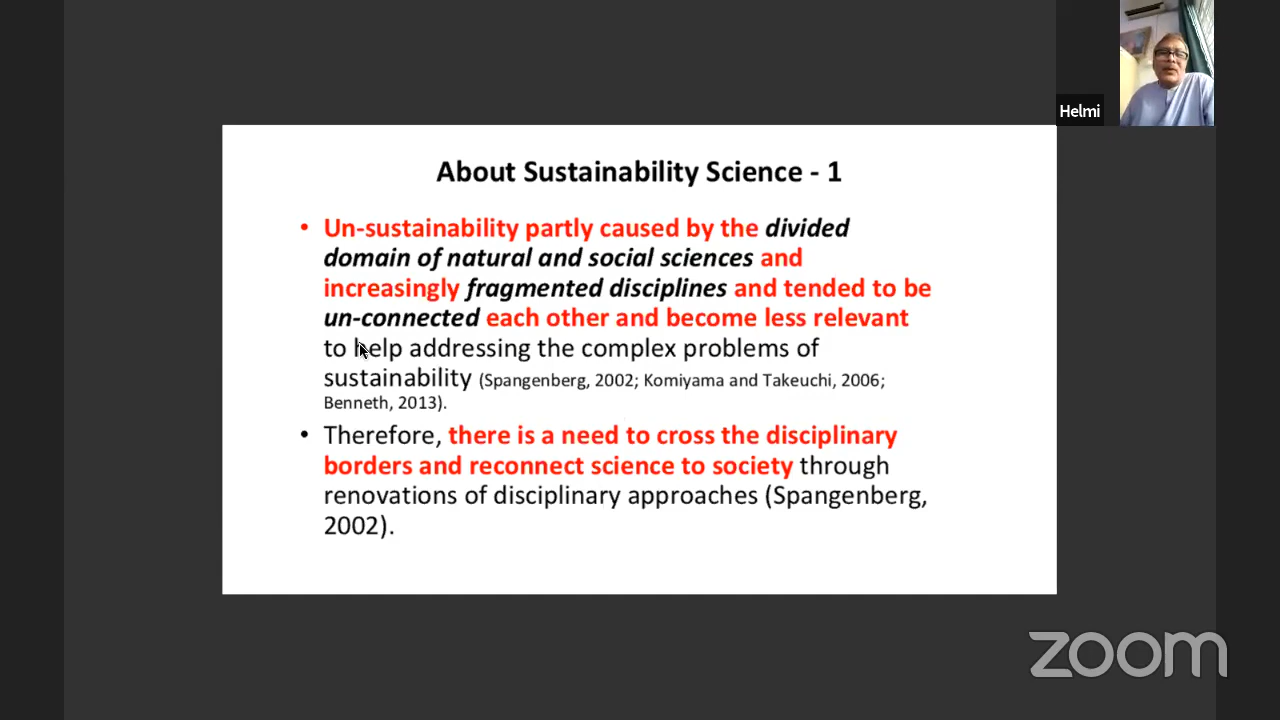 Helmi
About Sustainability Science - 1
• Un-sustainability partly caused by the divided
domain of natural and social sciences and
increasingly fragmented disciplines and tended to be
un-connected each other and become less relevant
to help addressing the complex problems of
sustainability (Spangenberg, 2002; Komiyama and Takeuchi, 2006;
Benneth, 2013).
• Therefore, there is a need to cross the disciplinary
borders and reconnect science to society through
renovations of disciplinary approaches (Spangenberg,
2002).
zoom